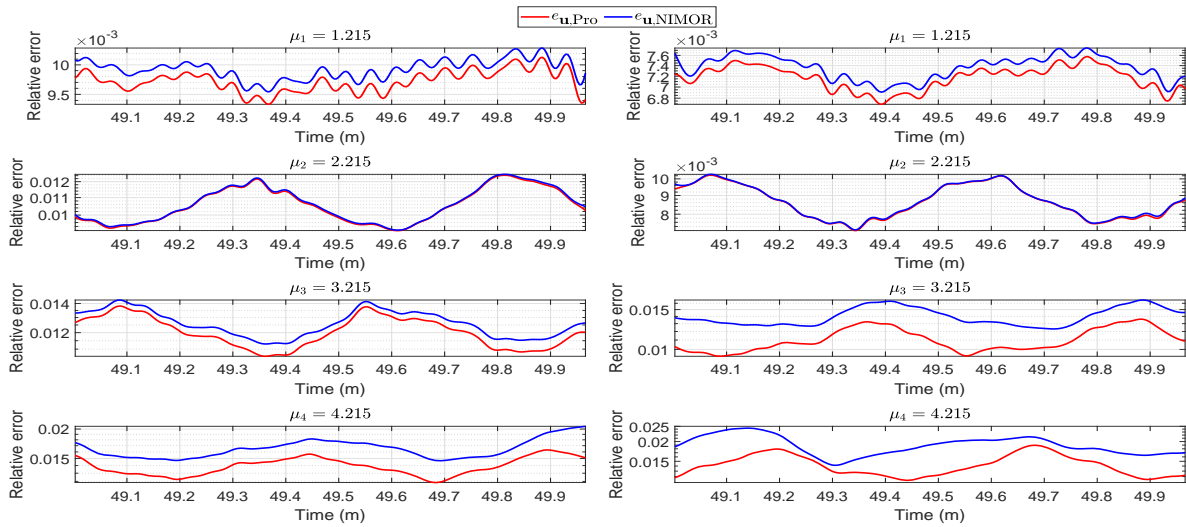 e_u,Pro e_u,NIMOR
×10⁻³ μ₁ = 1.215
Relative error
10
9.5
49.1 49.2 49.3 49.4 49.5 49.6 49.7 49.8 49.9
Time (m)
×10⁻³ μ₁ = 1.215
Relative error
7.6
7.2
7
6.8
49.1 49.2 49.3 49.4 49.5 49.6 49.7 49.8 49.9
Time (m)
μ₂ = 2.215
Relative error
0.012
0.011
0.01
49.1 49.2 49.3 49.4 49.5 49.6 49.7 49.8 49.9
Time (m)
×10⁻³ μ₂ = 2.215
Relative error
10
9
8
49.1 49.2 49.3 49.4 49.5 49.6 49.7 49.8 49.9
Time (m)
μ₃ = 3.215
Relative error
0.014
0.012
49.1 49.2 49.3 49.4 49.5 49.6 49.7 49.8 49.9
Time (m)
μ₃ = 3.215
Relative error
0.015
0.01
49.1 49.2 49.3 49.4 49.5 49.6 49.7 49.8 49.9
Time (m)
μ₄ = 4.215
Relative error
0.02
0.015
49.1 49.2 49.3 49.4 49.5 49.6 49.7 49.8 49.9
Time (m)
μ₄ = 4.215
Relative error
0.025
0.02
0.015
49.1 49.2 49.3 49.4 49.5 49.6 49.7 49.8 49.9
Time (m)